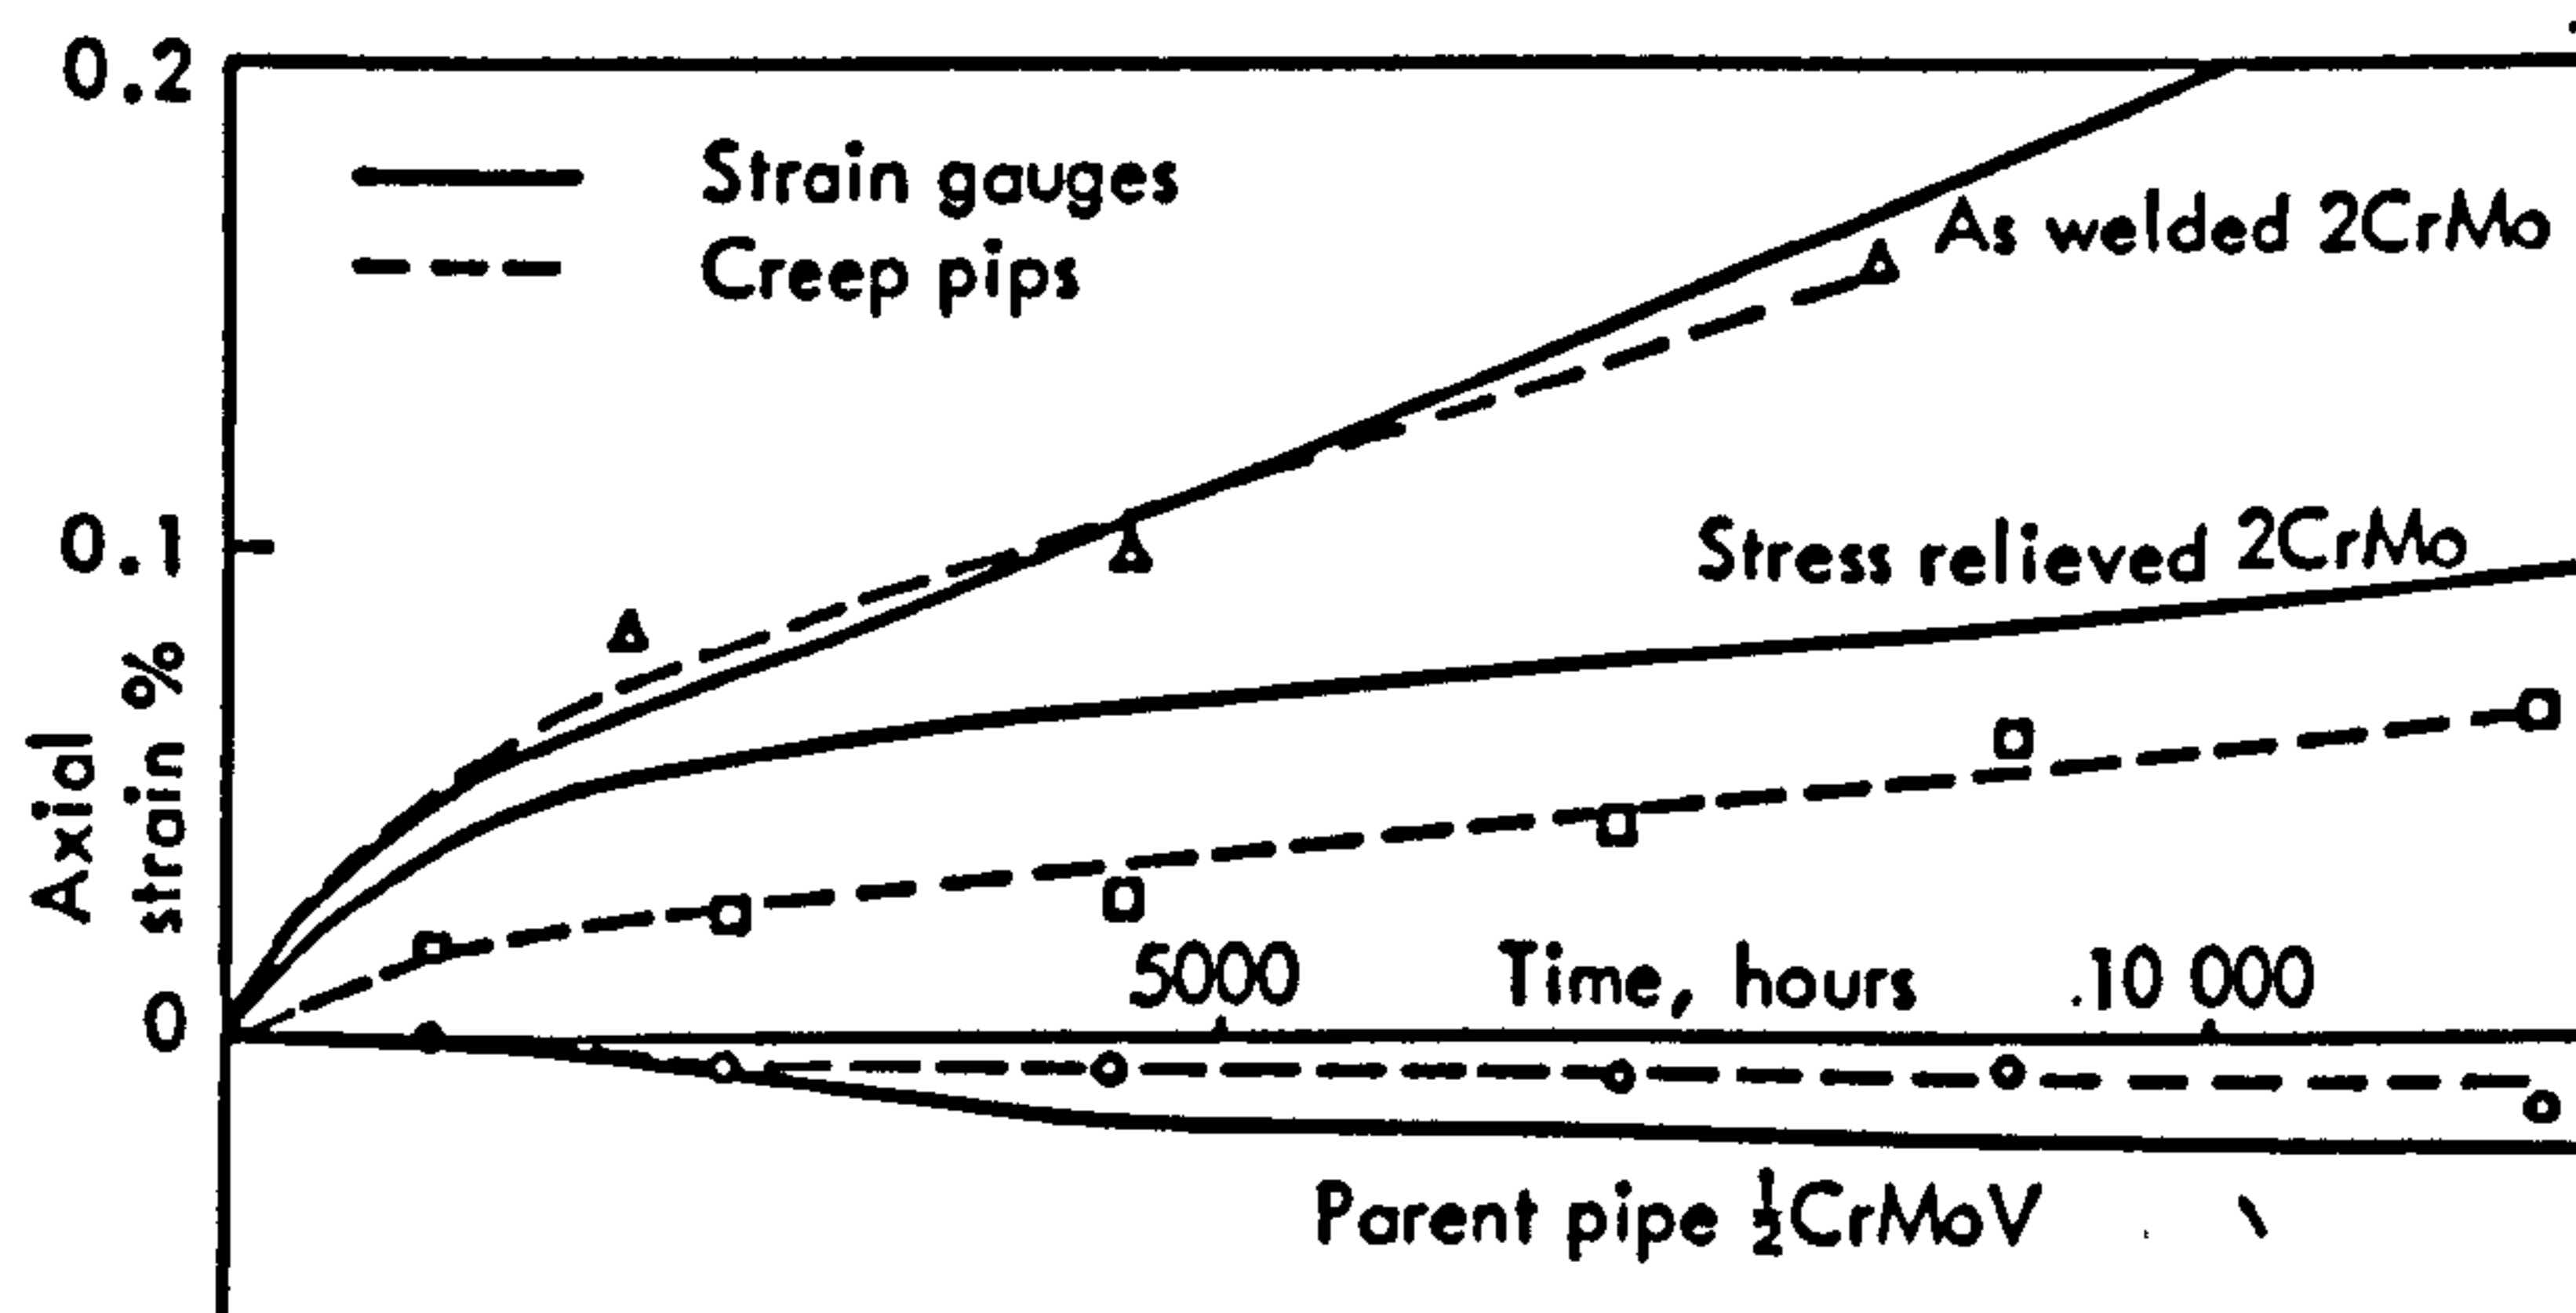 0.2
Strain gauges
Creep pips
As welded 2CrMo
0.1
Stress relieved 2CrMo
Axial
strain %
5000
Time, hours
10 000
0
Parent pipe ½CrMoV